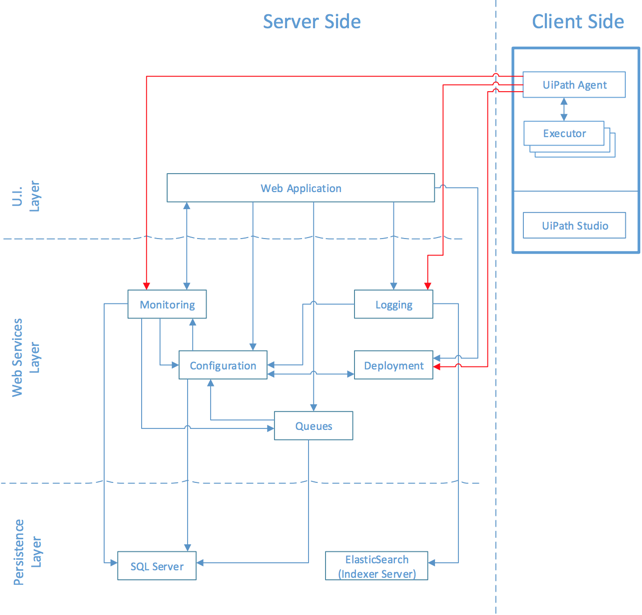 Server Side
Client Side
UiPath Agent
Executor
UiPath Studio
U.I.
Layer
Web Application
Web Services
Layer
Monitoring
Logging
Configuration
Deployment
Queues
Persistence
Layer
SQL Server
ElasticSearch
(Indexer Server)